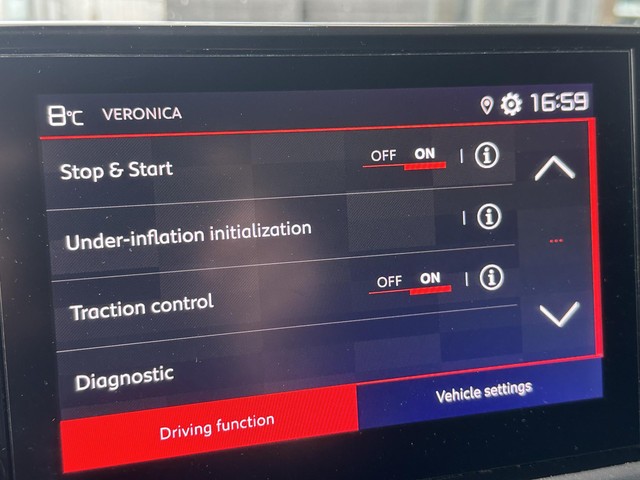 8°C VERONICA 16:59
Stop & Start OFF ON
Under-inflation initialization
Traction control OFF ON
Diagnostic
Driving function Vehicle settings